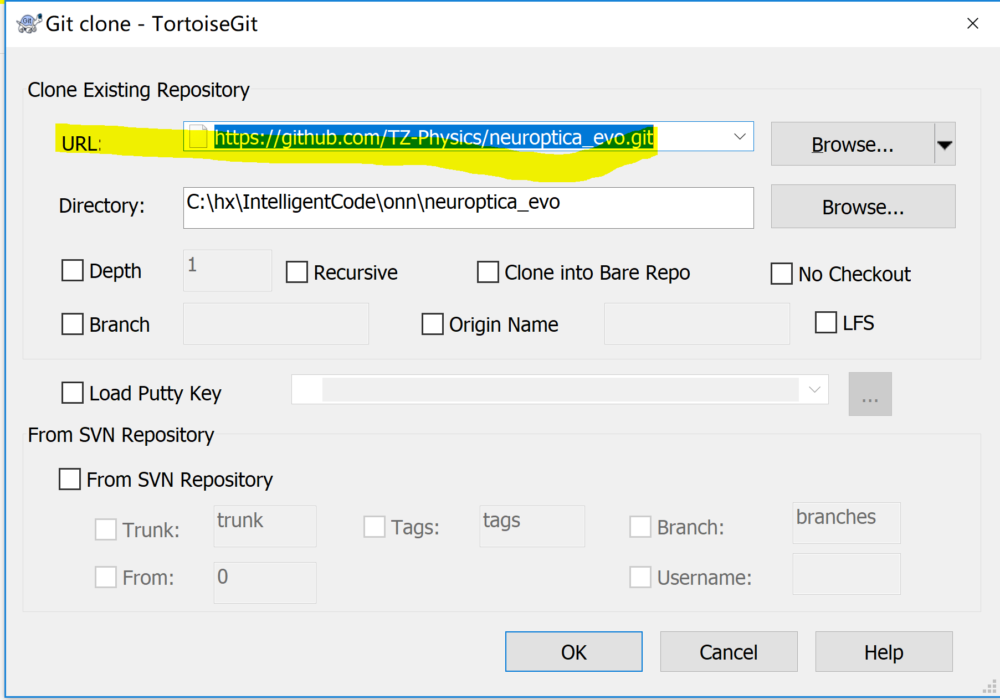 Git clone - TortoiseGit
Clone Existing Repository
URL: https://github.com/TZ-Physics/neuroptica_evo.git Browse...
Directory: C:\hx\IntelligentCode\onn\neuroptica_evo Browse...
Depth 1 Recursive Clone into Bare Repo No Checkout
Branch Origin Name LFS
Load Putty Key ...
From SVN Repository
From SVN Repository
Trunk: trunk Tags: tags Branch: branches
From: 0 Username:
OK Cancel Help